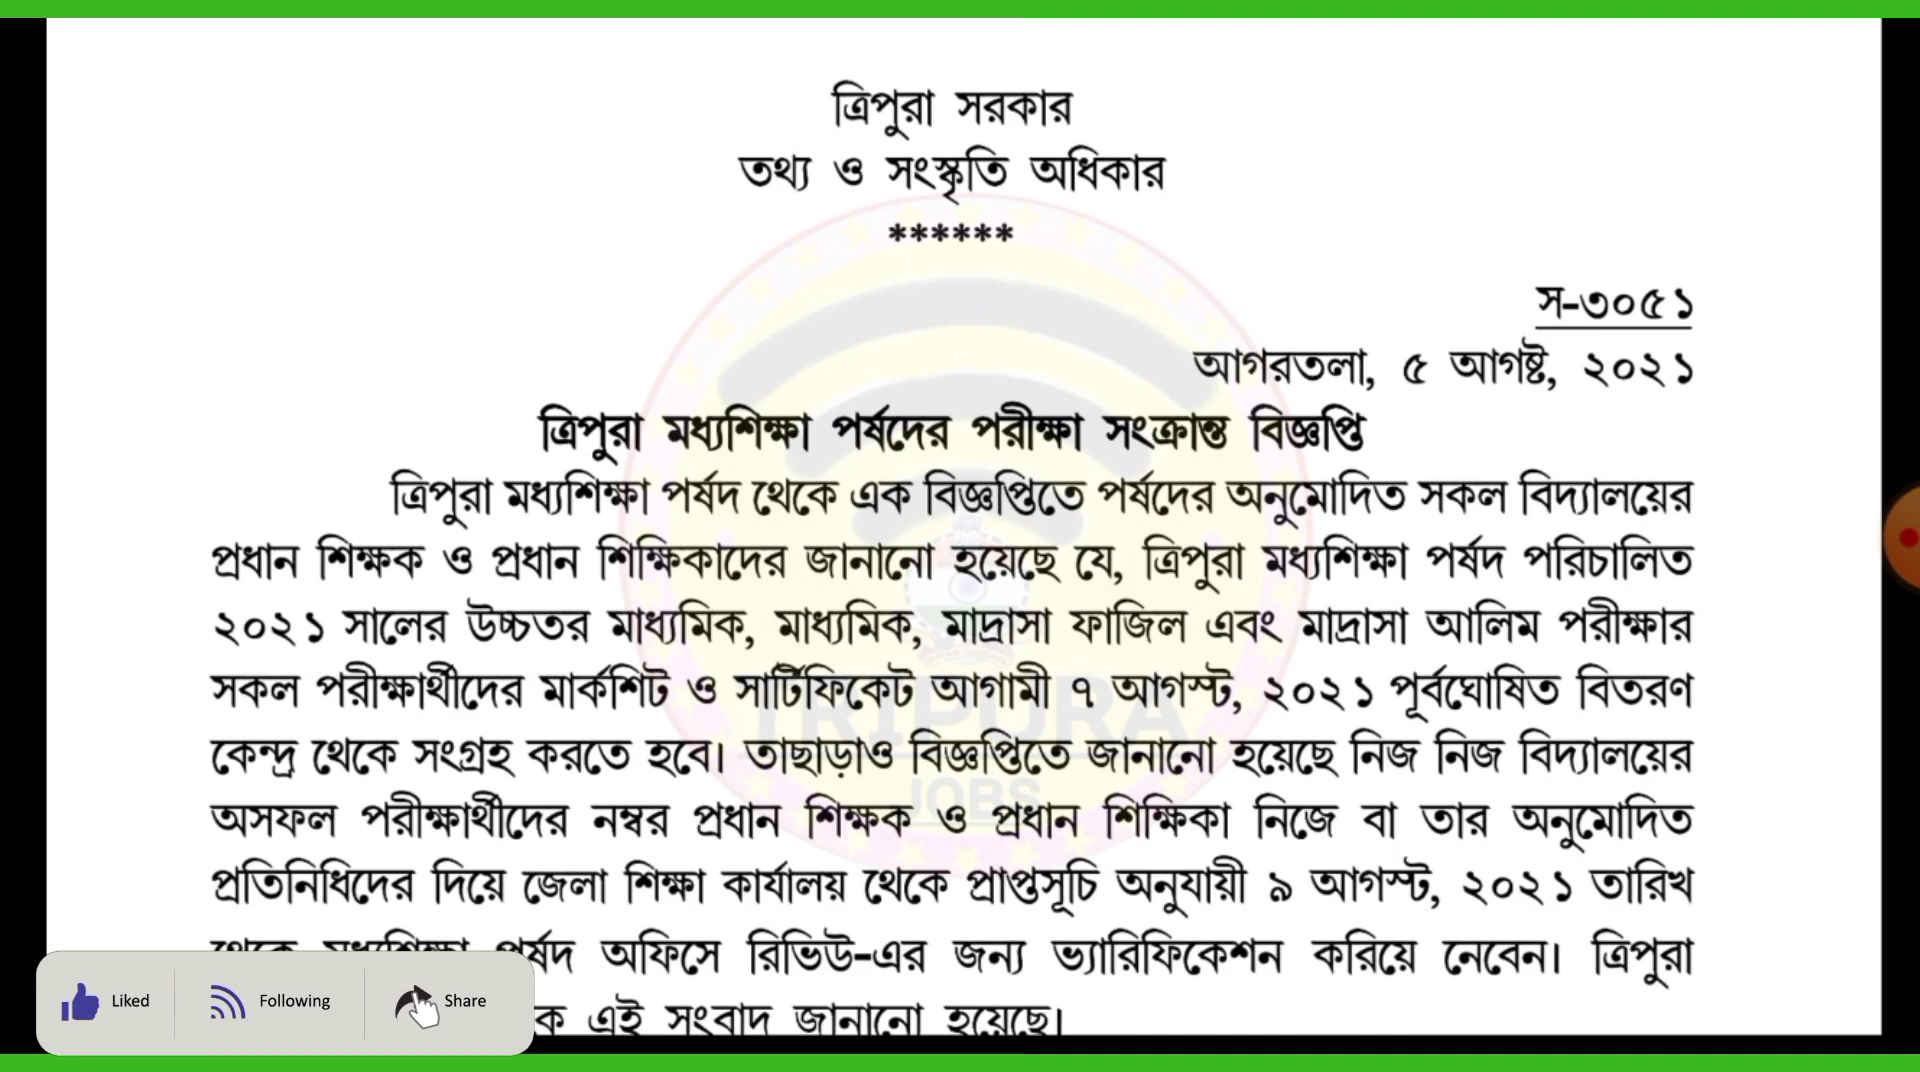 ত্রিপুরা সরকার
তথ্য ও সংস্কৃতি অধিকার
******
স-৩০৫১
আগরতলা, ৫ আগষ্ট, ২০২১
ত্রিপুরা মধ্যশিক্ষা পর্ষদের পরীক্ষা সংক্রান্ত বিজ্ঞপ্তি
ত্রিপুরা মধ্যশিক্ষা পর্ষদ থেকে এক বিজ্ঞপ্তিতে পর্ষদের অনুমোদিত সকল বিদ্যালয়ের
প্রধান শিক্ষক ও প্রধান শিক্ষিকাদের জানানো হয়েছে যে, ত্রিপুরা মধ্যশিক্ষা পর্ষদ পরিচালিত
২০২১ সালের উচ্চতর মাধ্যমিক, মাধ্যমিক, মাদ্রাসা ফাজিল এবং মাদ্রাসা আলিম পরীক্ষার
সকল পরীক্ষার্থীদের মার্কশিট ও সার্টিফিকেট আগামী ৭ আগস্ট, ২০২১ পূর্বঘোষিত বিতরণ
কেন্দ্র থেকে সংগ্রহ করতে হবে। তাছাড়াও বিজ্ঞপ্তিতে জানানো হয়েছে নিজ নিজ বিদ্যালয়ের
অসফল পরীক্ষার্থীদের নম্বর প্রধান শিক্ষক ও প্রধান শিক্ষিকা নিজে বা তার অনুমোদিত
প্রতিনিধিদের দিয়ে জেলা শিক্ষা কার্যালয় থেকে প্রাপ্তসূচি অনুযায়ী ৯ আগস্ট, ২০২১ তারিখ
থেকে মধ্যশিক্ষা পর্ষদ অফিসে রিভিউ-এর জন্য ভ্যারিফিকেশন করিয়ে নেবেন। ত্রিপুরা
ক এই সংবাদ জানানো হয়েছে।
TRIPURA
JOBS
Liked Following Share